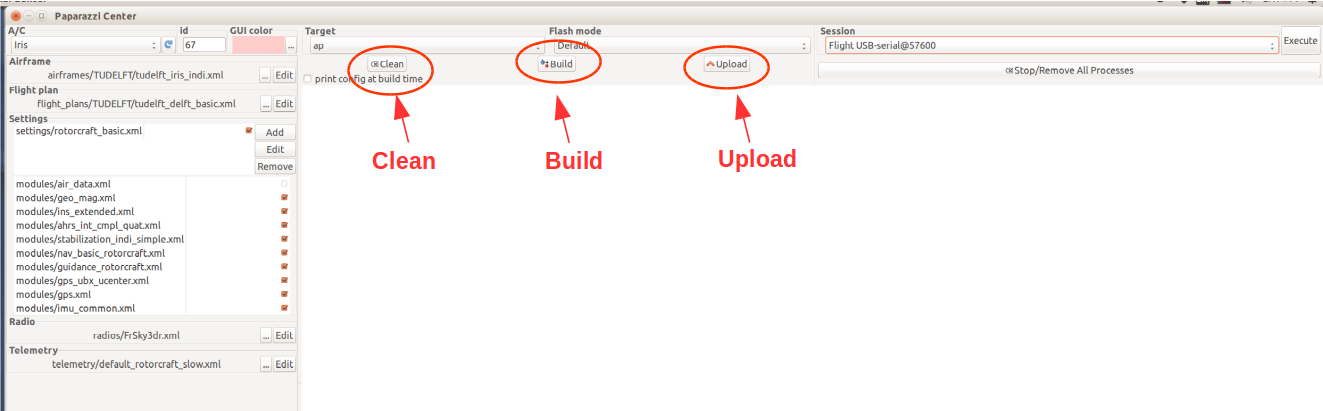 Paparazzi Center
A/C id GUI color Target Flash mode Session
Iris 67 ... ap Default Flight USB-serial@57600 Execute
Airframe Clean Build Upload
airframes/TUDELFT/tudelft_iris_indi.xml ... Edit print config at build time Stop/Remove All Processes
Flight plan
flight_plans/TUDELFT/tudelft_delft_basic.xml ... Edit
Settings
settings/rotorcraft_basic.xml Add
Edit
Remove
Clean Build Upload
modules/air_data.xml
modules/geo_mag.xml
modules/ins_extended.xml
modules/ahrs_int_cmpl_quat.xml
modules/stabilization_indi_simple.xml
modules/nav_basic_rotorcraft.xml
modules/guidance_rotorcraft.xml
modules/gps_ubx_ucenter.xml
modules/gps.xml
modules/imu_common.xml
Radio
radios/FrSky3dr.xml ... Edit
Telemetry
telemetry/default_rotorcraft_slow.xml ... Edit